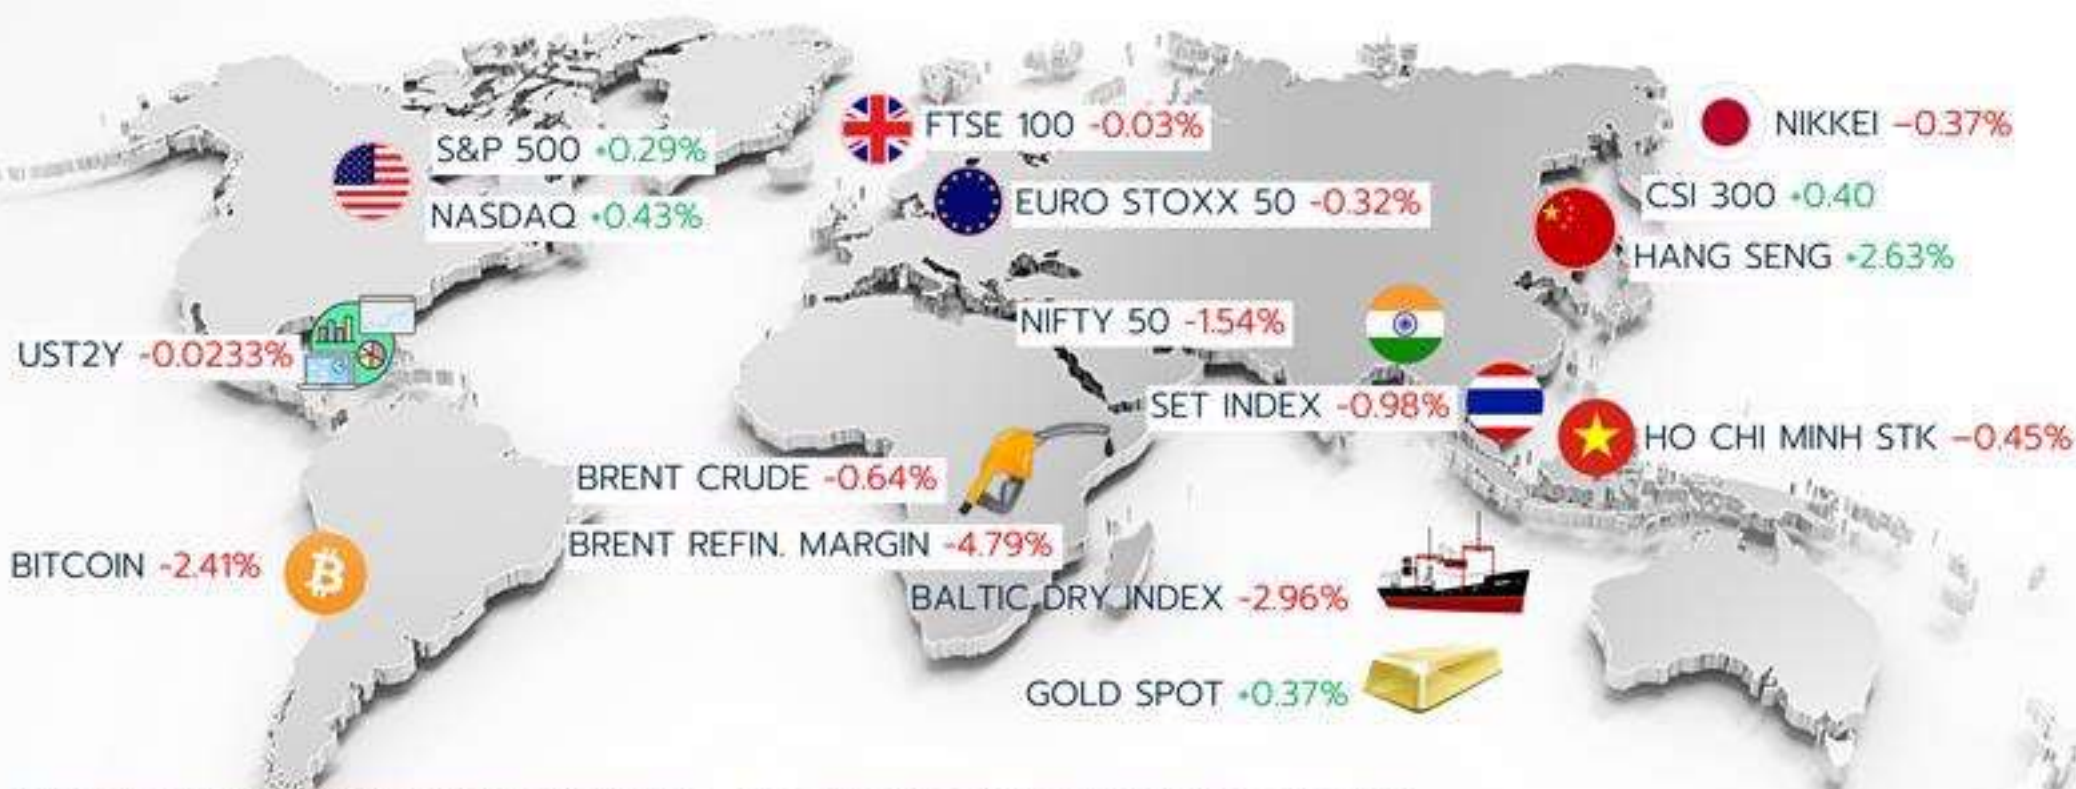 S&P 500 +0.29%
NASDAQ +0.43%
FTSE 100 -0.03%
EURO STOXX 50 -0.32%
NIKKEI -0.37%
CSI 300 +0.40
HANG SENG +2.63%
NIFTY 50 -1.54%
UST2Y -0.0233%
SET INDEX -0.98%
HO CHI MINH STK -0.45%
BRENT CRUDE -0.64%
BRENT REFIN. MARGIN -4.79%
BITCOIN -2.41%
BALTIC DRY INDEX -2.96%
GOLD SPOT +0.37%